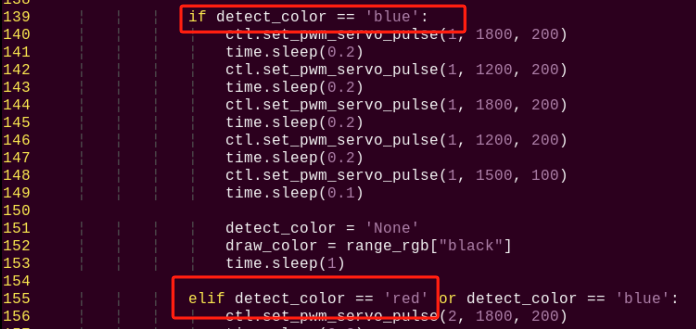 139 if detect_color == 'blue':
140 ctl.set_pwm_servo_pulse(1, 1800, 200)
141 time.sleep(0.2)
142 ctl.set_pwm_servo_pulse(1, 1200, 200)
143 time.sleep(0.2)
144 ctl.set_pwm_servo_pulse(1, 1800, 200)
145 time.sleep(0.2)
146 ctl.set_pwm_servo_pulse(1, 1200, 200)
147 time.sleep(0.2)
148 ctl.set_pwm_servo_pulse(1, 1500, 100)
149 time.sleep(0.1)
150
151 detect_color = 'None'
152 draw_color = range_rgb["black"]
153 time.sleep(1)
154
155 elif detect_color == 'red' or detect_color == 'blue':
156 ctl.set_pwm_servo_pulse(2, 1800, 200)